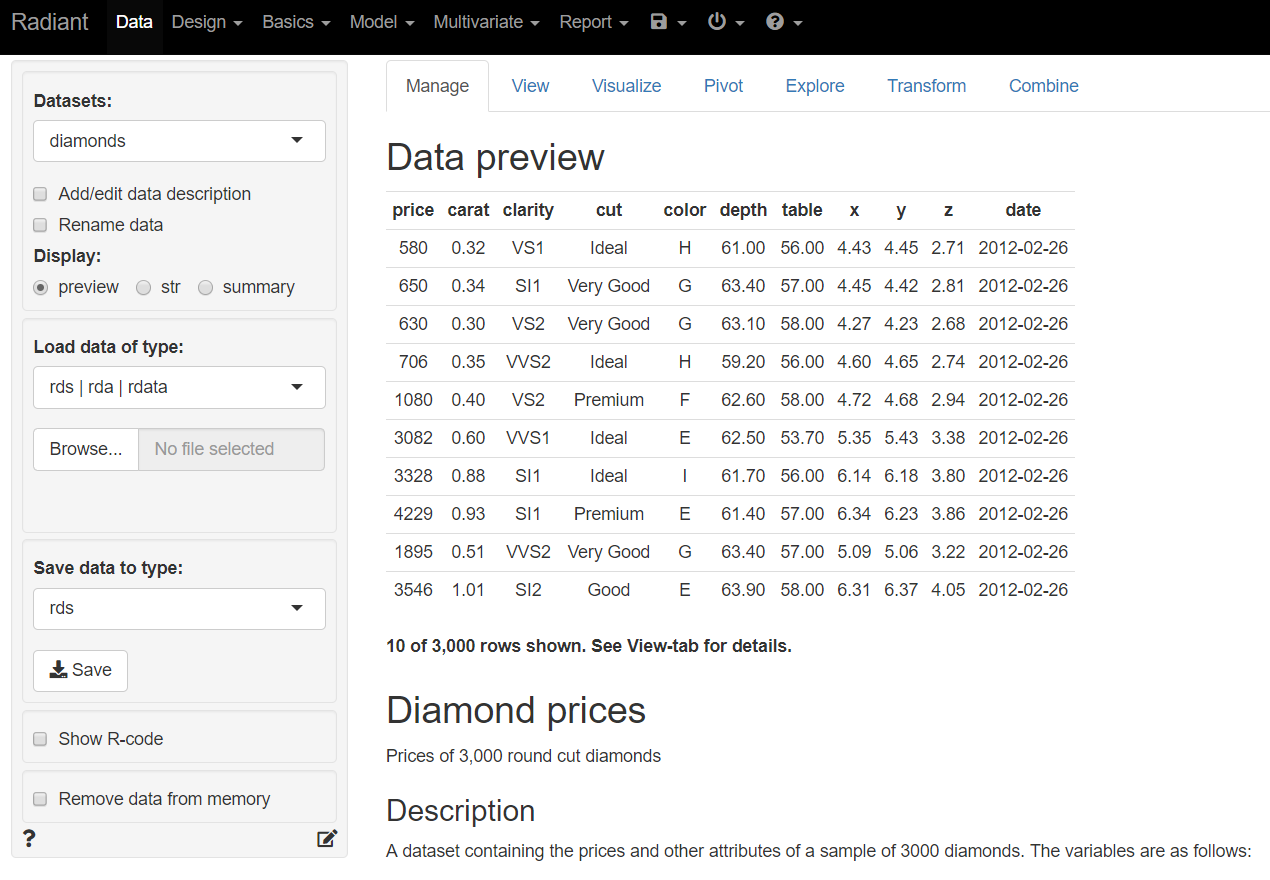 Radiant Data Design Basics Model Multivariate Report
Datasets:
diamonds
Add/edit data description
Rename data
Display:
preview str summary
Load data of type:
rds | rda | rdata
Browse... No file selected
Save data to type:
rds
Save
Show R-code
Remove data from memory
?
Manage View Visualize Pivot Explore Transform Combine
Data preview
price carat clarity cut color depth table x y z date
580 0.32 VS1 Ideal H 61.00 56.00 4.43 4.45 2.71 2012-02-26
650 0.34 SI1 Very Good G 63.40 57.00 4.45 4.42 2.81 2012-02-26
630 0.30 VS2 Very Good G 63.10 58.00 4.27 4.23 2.68 2012-02-26
706 0.35 VVS2 Ideal H 59.20 56.00 4.60 4.65 2.74 2012-02-26
1080 0.40 VS2 Premium F 62.60 58.00 4.72 4.68 2.94 2012-02-26
3082 0.60 VVS1 Ideal E 62.50 53.70 5.35 5.43 3.38 2012-02-26
3328 0.88 SI1 Ideal I 61.70 56.00 6.14 6.18 3.80 2012-02-26
4229 0.93 SI1 Premium E 61.40 57.00 6.34 6.23 3.86 2012-02-26
1895 0.51 VVS2 Very Good G 63.40 57.00 5.09 5.06 3.22 2012-02-26
3546 1.01 SI2 Good E 63.90 58.00 6.31 6.37 4.05 2012-02-26
10 of 3,000 rows shown. See View-tab for details.
Diamond prices
Prices of 3,000 round cut diamonds
Description
A dataset containing the prices and other attributes of a sample of 3000 diamonds. The variables are as follows: